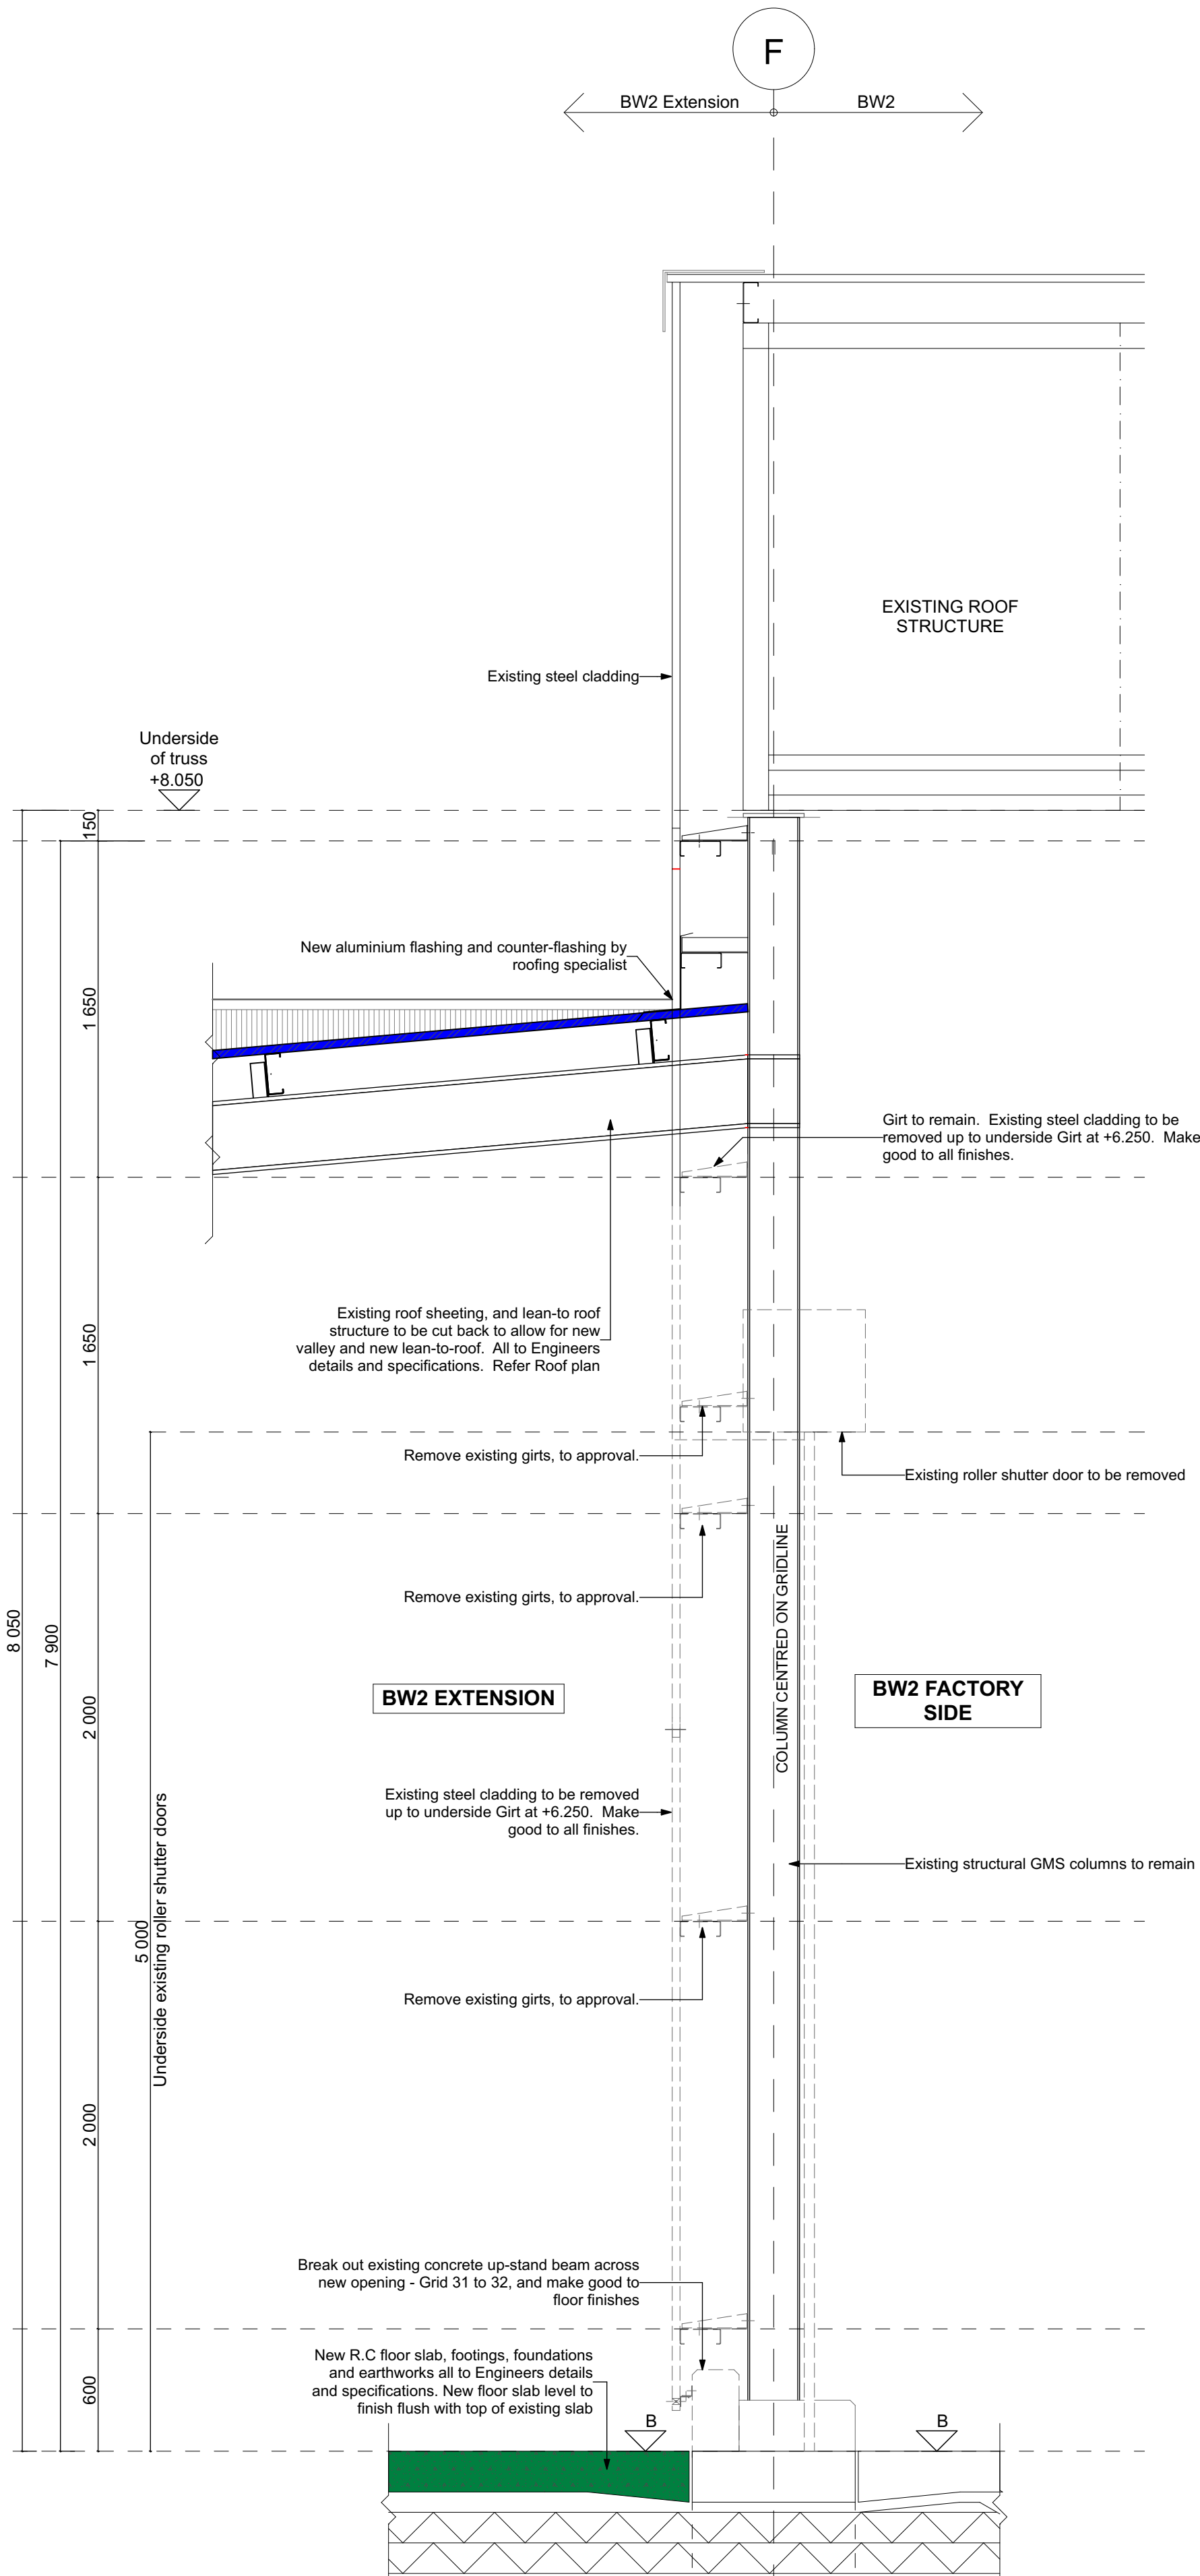 F
BW2 Extension
BW2
EXISTING ROOF
STRUCTURE
Existing steel cladding
Underside
of truss
+8.050
150
New aluminium flashing and counter-flashing by
roofing specialist
1 650
Girt to remain. Existing steel cladding to be
removed up to underside Girt at +6.250. Make
good to all finishes.
Existing roof sheeting, and lean-to roof
structure to be cut back to allow for new
valley and new lean-to-roof. All to Engineers
details and specifications. Refer Roof plan
1 650
Remove existing girts, to approval.
Existing roller shutter door to be removed
Remove existing girts, to approval.
COLUMN CENTRED ON GRIDLINE
8 050
7 900
2 000
BW2 EXTENSION
BW2 FACTORY
SIDE
Existing steel cladding to be removed
up to underside Girt at +6.250. Make
good to all finishes.
Existing structural GMS columns to remain
5 000
Underside existing roller shutter doors
Remove existing girts, to approval.
2 000
Break out existing concrete up-stand beam across
new opening - Grid 31 to 32, and make good to
floor finishes
600
New R.C floor slab, footings, foundations
and earthworks all to Engineers details
and specifications. New floor slab level to
finish flush with top of existing slab
B
B